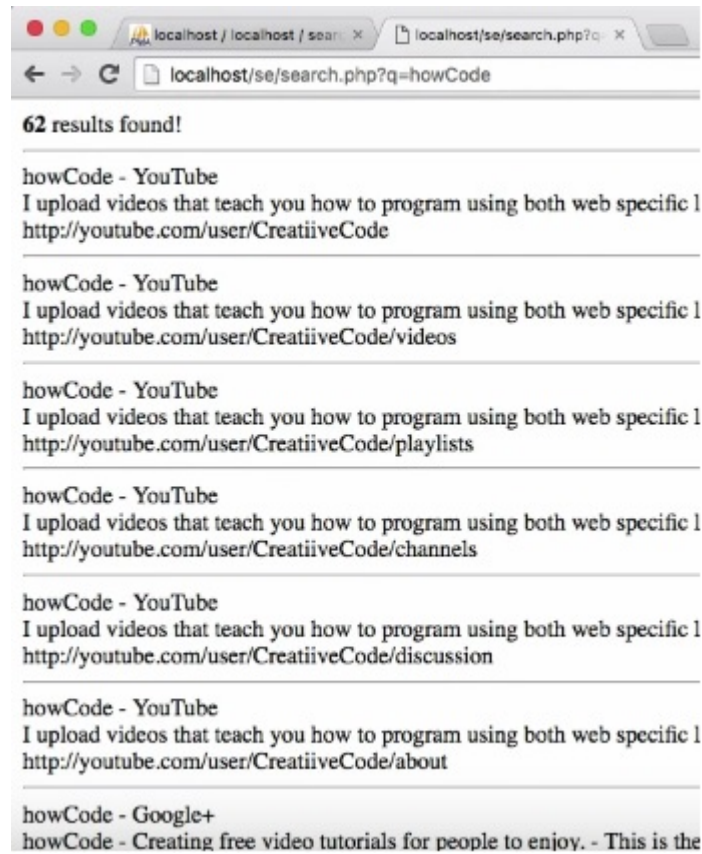 localhost / localhost / sear
localhost/se/search.php?q=
localhost/se/search.php?q=howCode
62 results found!
howCode - YouTube
I upload videos that teach you how to program using both web specific l
http://youtube.com/user/CreatiiveCode
howCode - YouTube
I upload videos that teach you how to program using both web specific l
http://youtube.com/user/CreatiiveCode/videos
howCode - YouTube
I upload videos that teach you how to program using both web specific l
http://youtube.com/user/CreatiiveCode/playlists
howCode - YouTube
I upload videos that teach you how to program using both web specific l
http://youtube.com/user/CreatiiveCode/channels
howCode - YouTube
I upload videos that teach you how to program using both web specific l
http://youtube.com/user/CreatiiveCode/discussion
howCode - YouTube
I upload videos that teach you how to program using both web specific l
http://youtube.com/user/CreatiiveCode/about
howCode - Google+
howCode - Creating free video tutorials for people to enjoy. - This is the